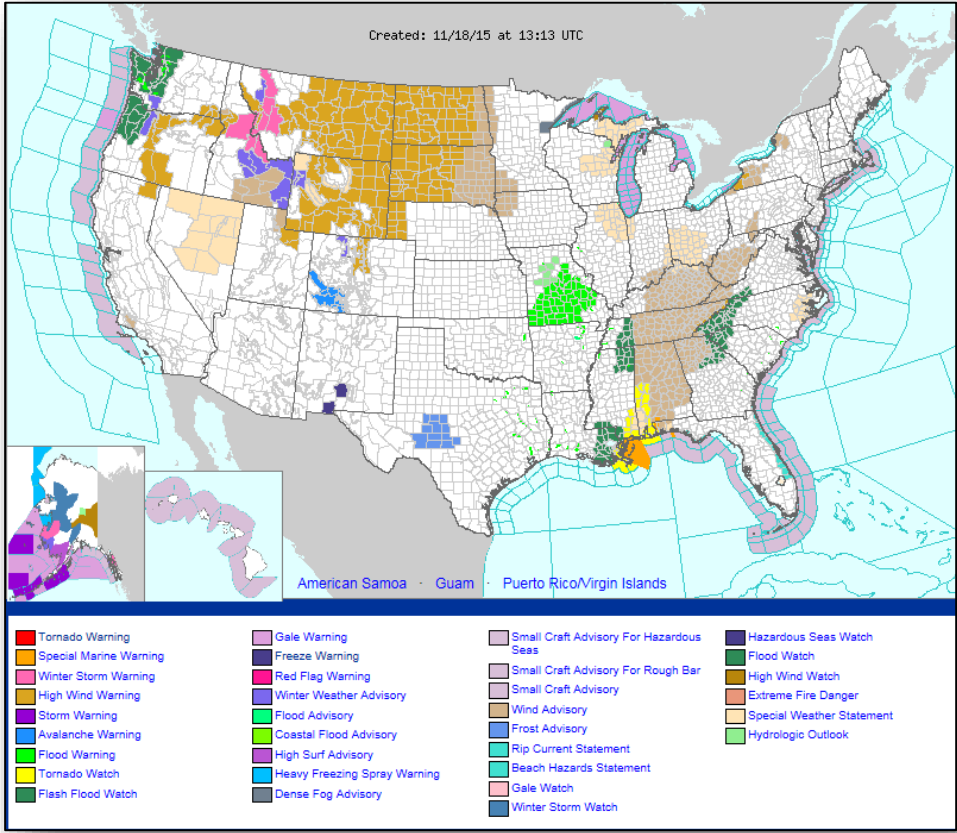 Created: 11/18/15 at 13:13 UTC
American Samoa · Guam · Puerto Rico/Virgin Islands
Tornado Warning
Special Marine Warning
Winter Storm Warning
High Wind Warning
Storm Warning
Avalanche Warning
Flood Warning
Tornado Watch
Flash Flood Watch
Gale Warning
Freeze Warning
Red Flag Warning
Winter Weather Advisory
Flood Advisory
Coastal Flood Advisory
High Surf Advisory
Heavy Freezing Spray Warning
Dense Fog Advisory
Small Craft Advisory For Hazardous
Seas
Small Craft Advisory For Rough Bar
Small Craft Advisory
Wind Advisory
Frost Advisory
Rip Current Statement
Beach Hazards Statement
Gale Watch
Winter Storm Watch
Hazardous Seas Watch
Flood Watch
High Wind Watch
Extreme Fire Danger
Special Weather Statement
Hydrologic Outlook